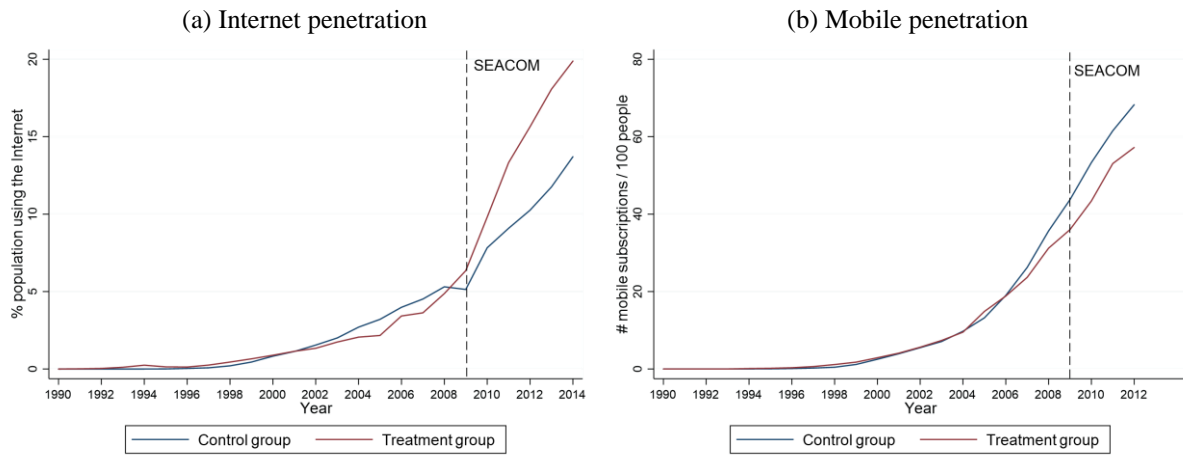 (a) Internet penetration
% population using the Internet
20
15
10
5
0
SEACOM
1990 1992 1994 1996 1998 2000 2002 2004 2006 2008 2010 2012 2014
Year
Control group Treatment group
(b) Mobile penetration
# mobile subscriptions / 100 people
80
60
40
20
0
SEACOM
1990 1992 1994 1996 1998 2000 2002 2004 2006 2008 2010 2012
Year
Control group Treatment group